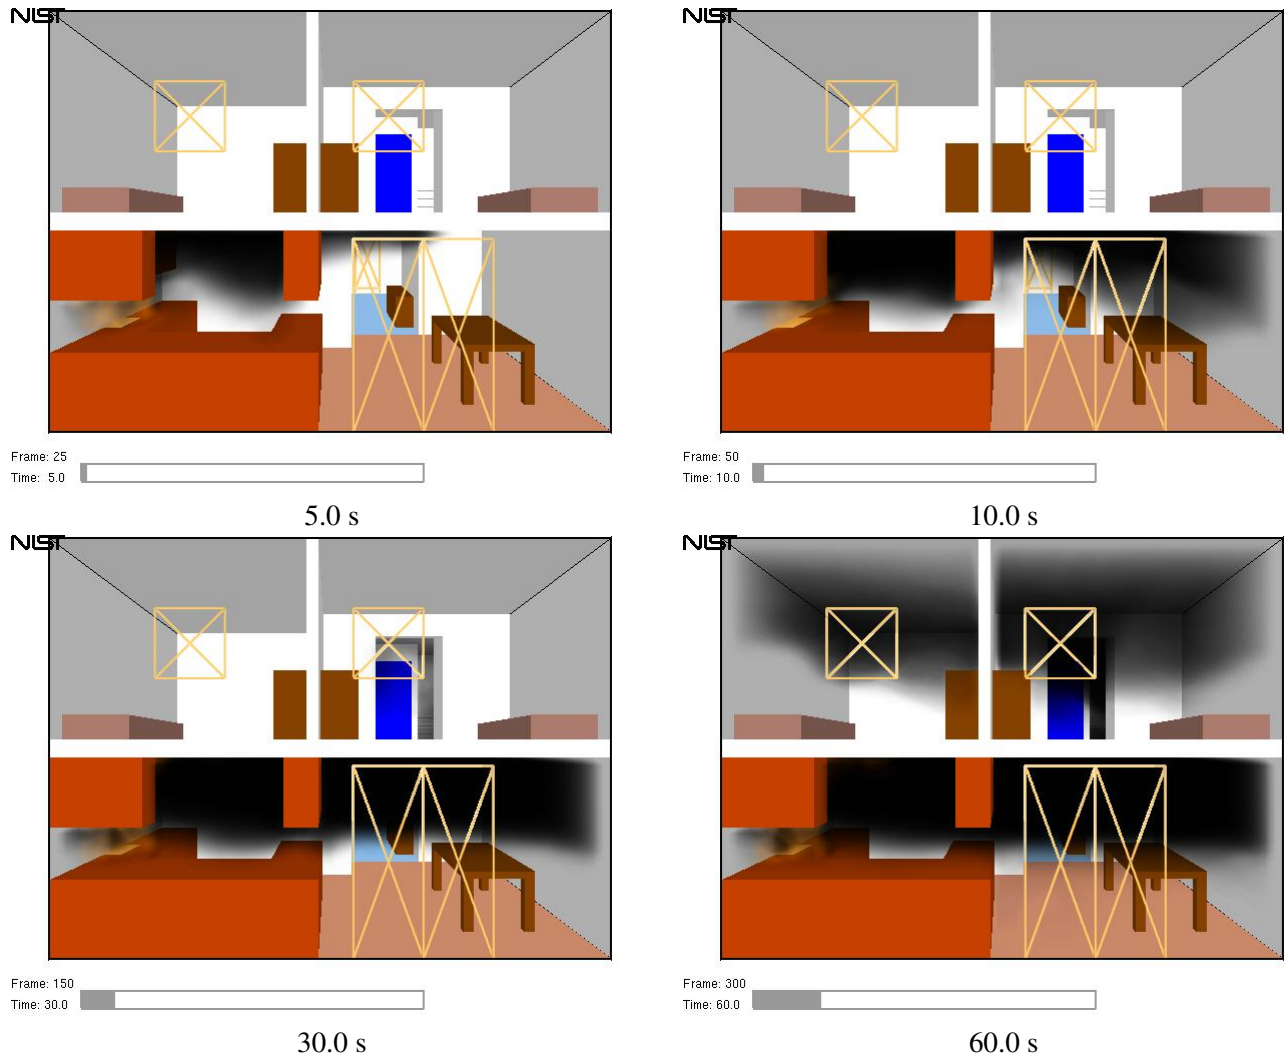 NIST
NIST
Frame: 25
Time: 5.0
Frame: 50
Time: 10.0
5.0 s
10.0 s
NIST
NIST
Frame: 150
Time: 30.0
Frame: 300
Time: 60.0
30.0 s
60.0 s